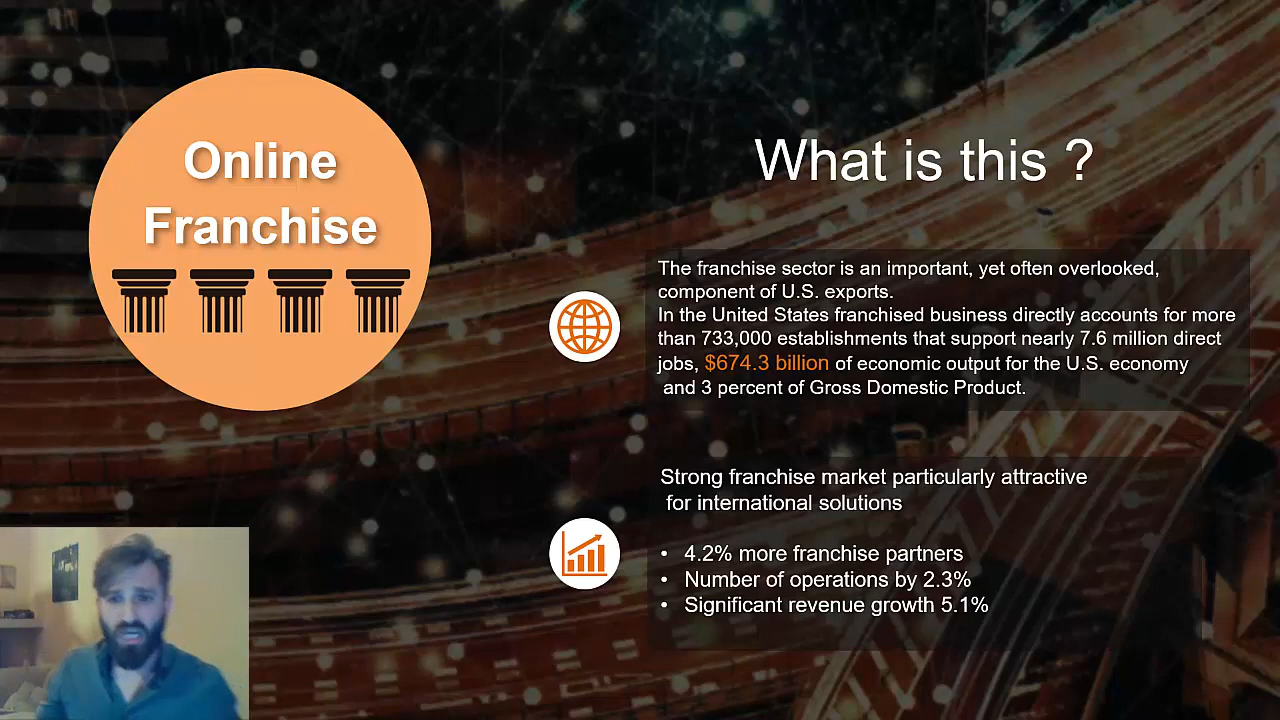 Online
Franchise
What is this ?
The franchise sector is an important, yet often overlooked,
component of U.S. exports.
In the United States franchised business directly accounts for more
than 733,000 establishments that support nearly 7.6 million direct
jobs, $674.3 billion of economic output for the U.S. economy
and 3 percent of Gross Domestic Product.
Strong franchise market particularly attractive
for international solutions
• 4.2% more franchise partners
• Number of operations by 2.3%
• Significant revenue growth 5.1%